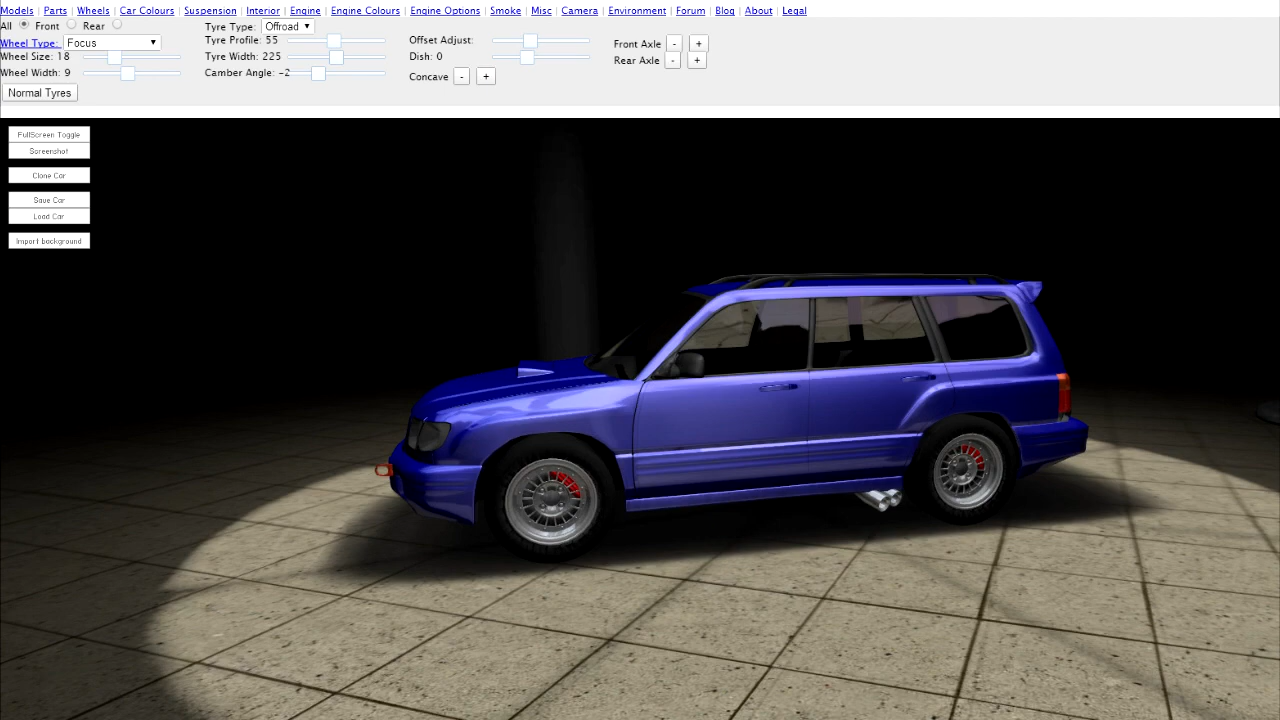 Models | Parts | Wheels | Car Colours | Suspension | Interior | Engine | Engine Colours | Engine Options | Smoke | Misc | Camera | Environment | Forum | Blog | About | Legal
All Front Rear
Wheel Type: Focus
Wheel Size: 18
Wheel Width: 9
Normal Tyres
Tyre Type: Offroad
Tyre Profile: 55
Tyre Width: 225
Camber Angle: -2
Offset Adjust:
Dish: 0
Concave - +
Front Axle - +
Rear Axle - +
FullScreen Toggle
Screenshot
Clone Car
Save Car
Load Car
Import background